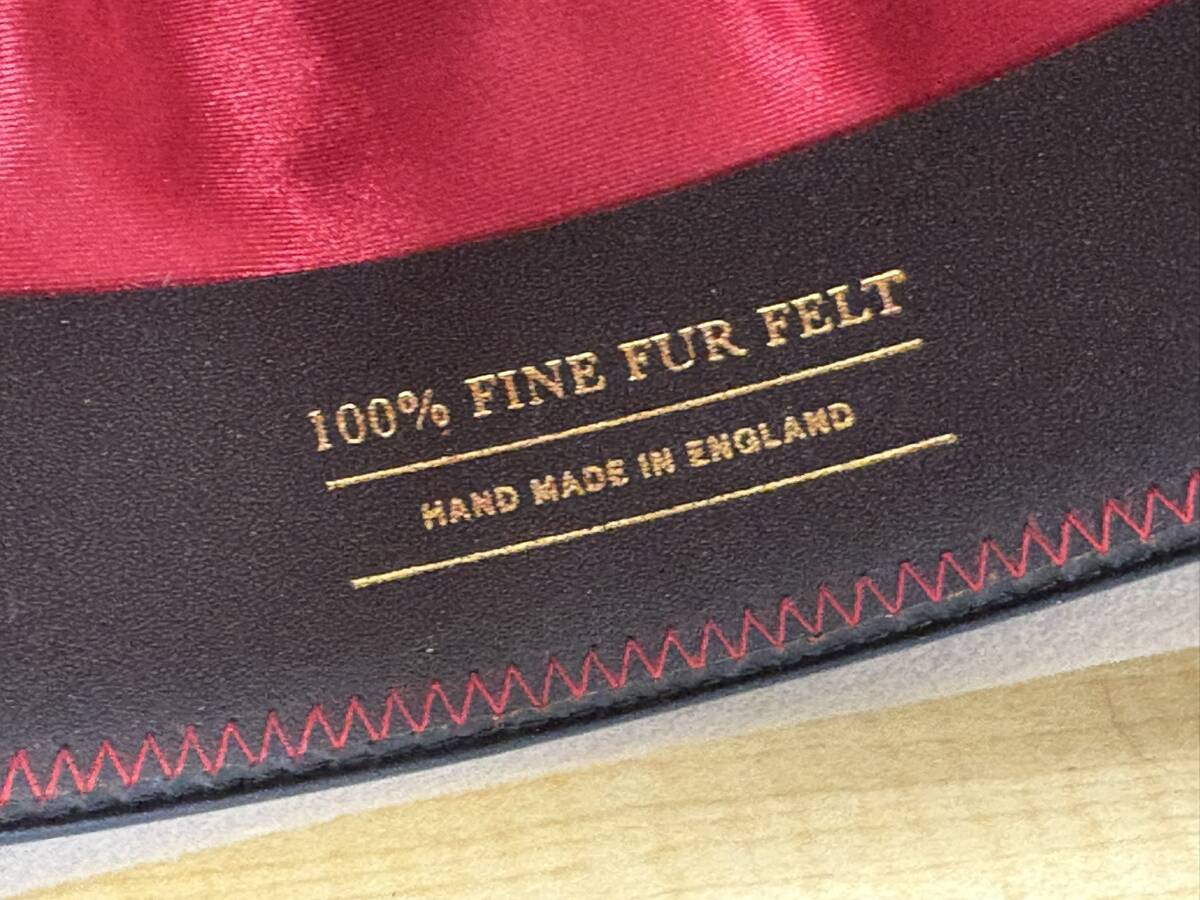 100% FINE FUR FELT
HAND MADE IN ENGLAND